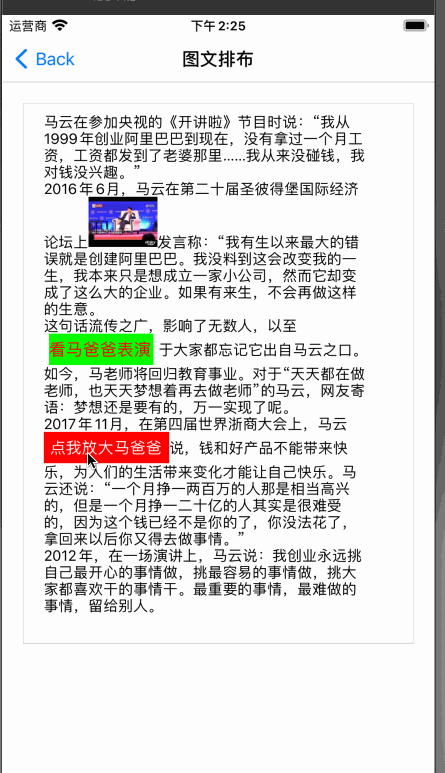 运营商
下午 2:25
Back
图文排布
马云在参加央视的《开讲啦》节目时说：“我从
1999年创业阿里巴巴到现在，没有拿过一个月工
资，工资都发到了老婆那里……我从来没碰钱，我
对钱没兴趣。”
2016年6月，马云在第二十届圣彼得堡国际经济
论坛上发言称：“我有生以来最大的错
误就是创建阿里巴巴。我没料到这会改变我的一
生，我本来只是想成立一家小公司，然而它却变
成了这么大的企业。如果有来生，不会再做这样
的生意。
这句话流传之广，影响了无数人，以至
看马爸爸表演 于大家都忘记它出自马云之口。
如今，马老师将回归教育事业。对于“天天都在做
老师，也天天梦想着再去做老师”的马云，网友寄
语：梦想还是要有的，万一实现了呢。
2017年11月，在第四届世界浙商大会上，马云
点我放大马爸爸 说，钱和好产品不能带来快
乐，为人们的生活带来变化才能让自己快乐。马
云还说：“一个月挣一两百万的人那是相当高兴
的，但是一个月挣一二十亿的人其实是很难受
的，因为这个钱已经不是你的了，你没法花了，
拿回来以后你又得去做事情。”
2012年，在一场演讲上，马云说：我创业永远挑
自己最开心的事情做，挑最容易的事情做，挑大
家都喜欢干的事情干。最重要的事情，最难做的
事情，留给别人。